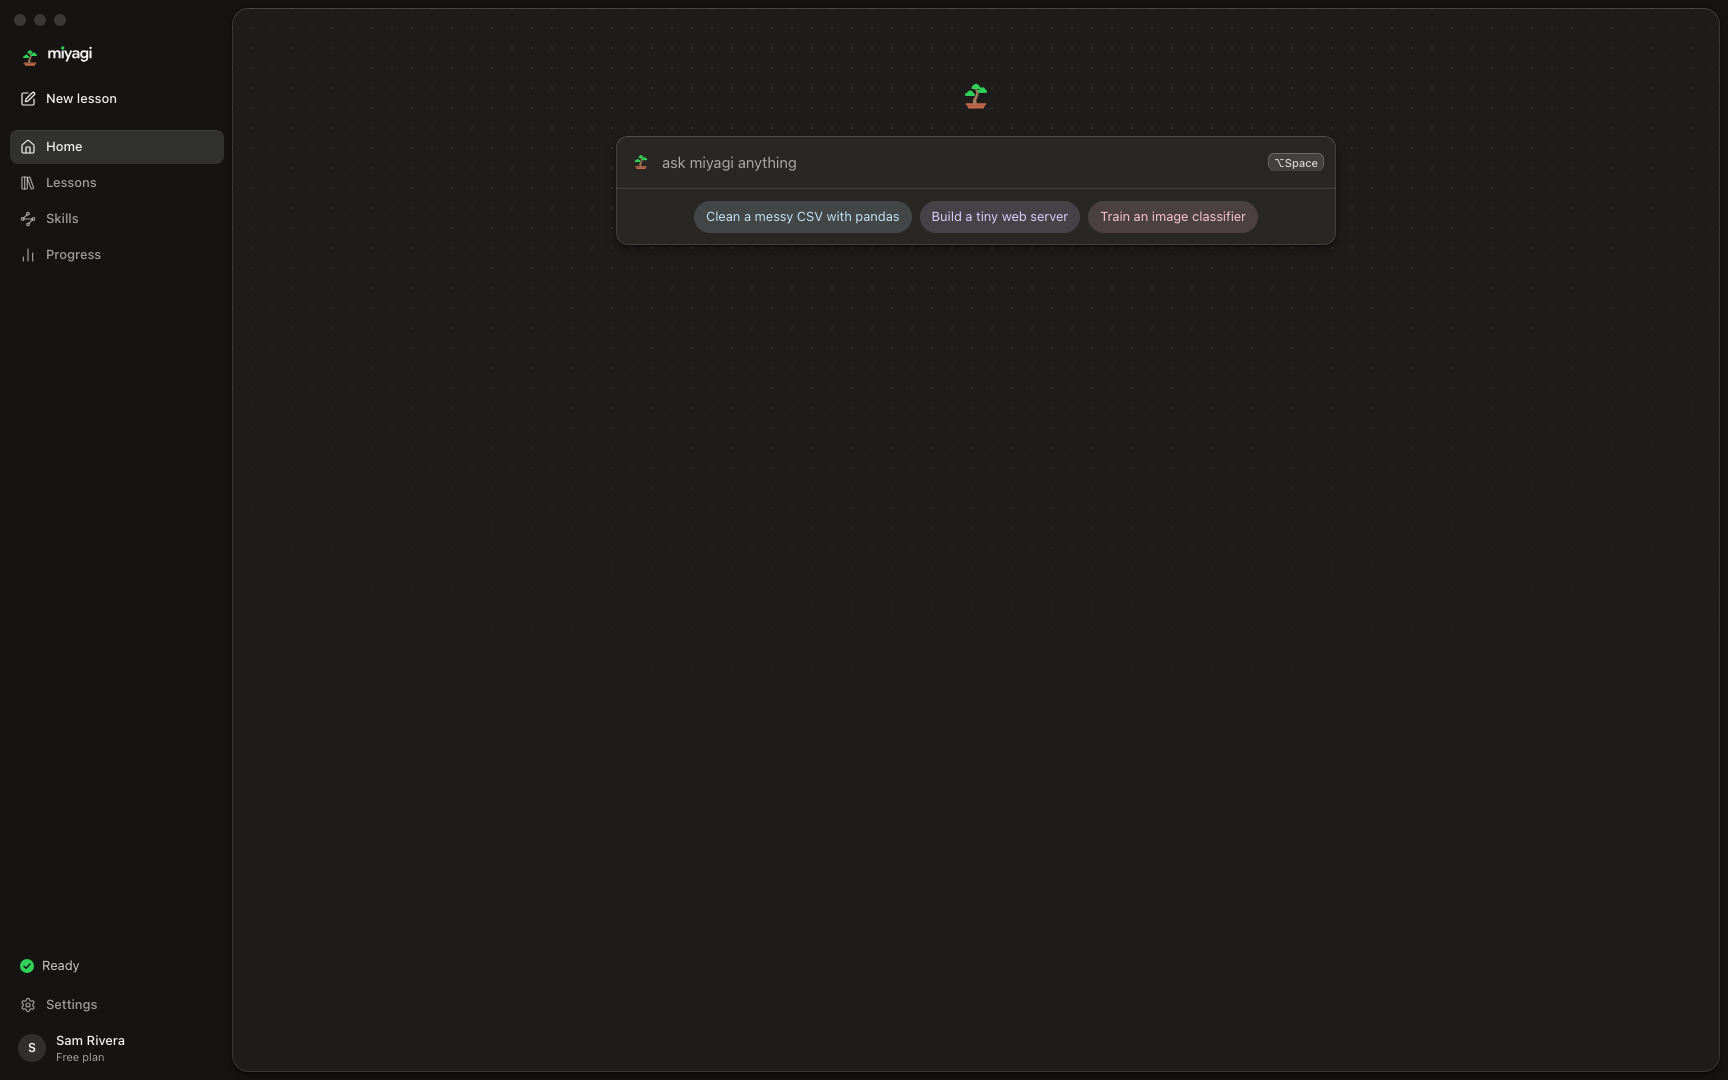 miyagi
New lesson
Home
Lessons
Skills
Progress
Ready
Settings
S
Sam Rivera
Free plan
ask miyagi anything
⌥Space
Clean a messy CSV with pandas
Build a tiny web server
Train an image classifier